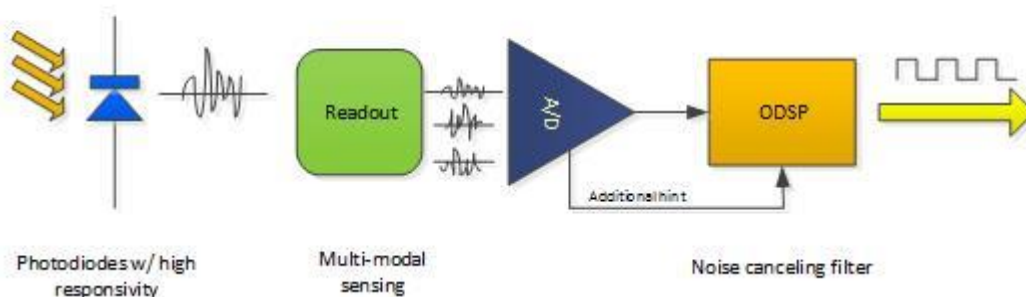 Readout
A/D
ODSP
Additional hint
Photodiodes w/ high
responsivity
Multi-modal
sensing
Noise canceling filter